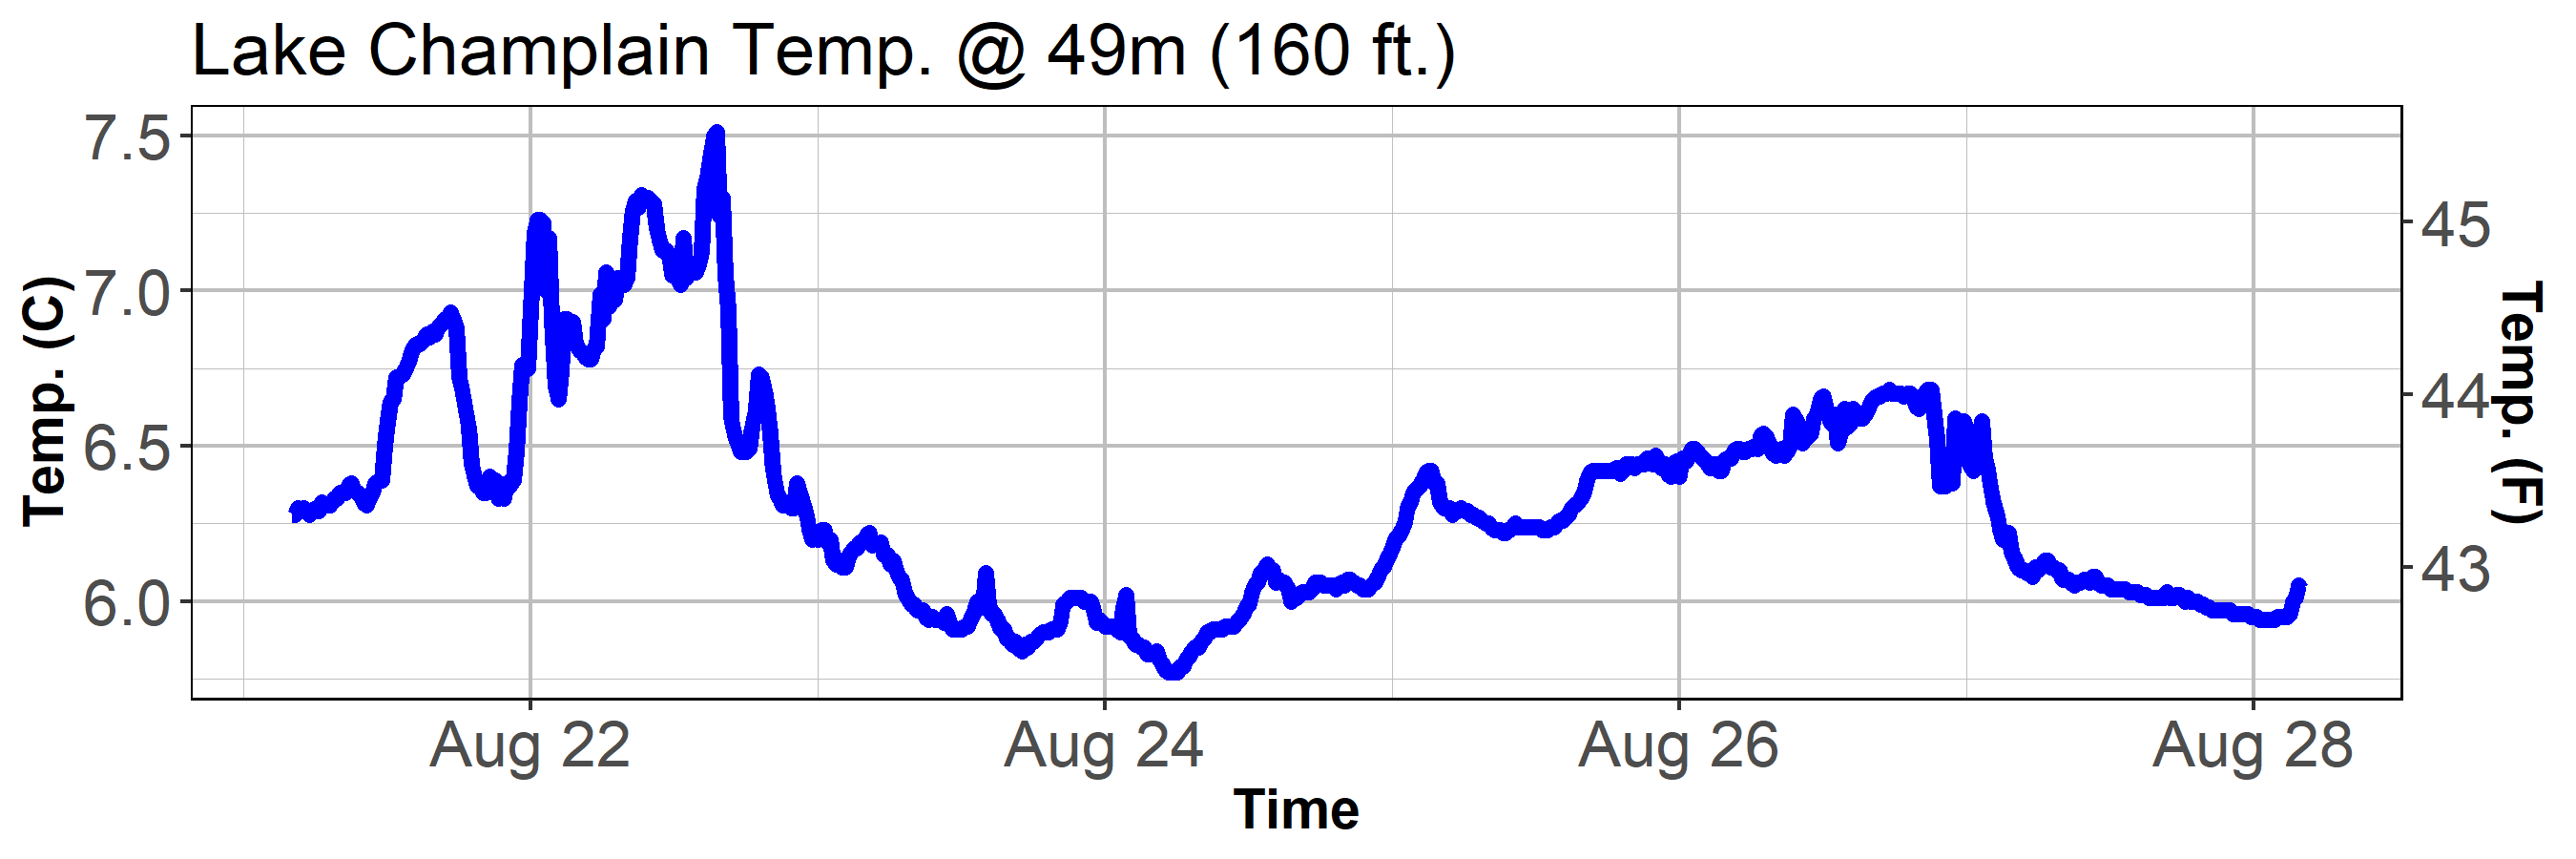 Lake Champlain Temp. @ 49m (160 ft.)
7.5
7.0
6.5
6.0
Temp. (C)
45
44
43
Temp. (F)
Aug 22 Aug 24 Aug 26 Aug 28
Time